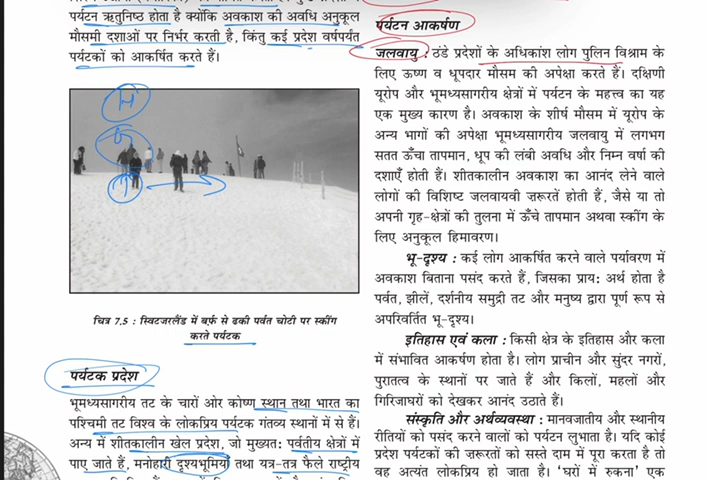 पर्यटन ऋतुनिष्ठ होता है क्योंकि अवकाश की अवधि अनुकूल
मौसमी दशाओं पर निर्भर करती है, किंतु कई प्रदेश वर्षपर्यंत
पर्यटकों को आकर्षित करते हैं।
चित्र 7.5 : स्विटजरलैंड में बर्फ़ से ढकी पर्वत चोटी पर स्कीइंग
करते पर्यटक
पर्यटक प्रदेश
भूमध्यसागरीय तट के चारों ओर कोष्ण स्थान तथा भारत का
पश्चिमी तट विश्व के लोकप्रिय पर्यटक गंतव्य स्थानों में से हैं।
अन्य में शीतकालीन खेल प्रदेश, जो मुख्यत: पर्वतीय क्षेत्रों में
पाए जाते हैं, मनोहारी दृश्यभूमियाँ तथा यत्र-तत्र फैले राष्ट्रीय
पर्यटन आकर्षण
जलवायु : ठंडे प्रदेशों के अधिकांश लोग पुलिन विश्राम के
लिए ऊष्ण व धूपदार मौसम की अपेक्षा करते हैं। दक्षिणी
यूरोप और भूमध्यसागरीय क्षेत्रों में पर्यटन के महत्त्व का यह
एक मुख्य कारण है। अवकाश के शीर्ष मौसम में यूरोप के
अन्य भागों की अपेक्षा भूमध्यसागरीय जलवायु में लगभग
सतत ऊँचा तापमान, धूप की लंबी अवधि और निम्न वर्षा की
दशाएँ होती हैं। शीतकालीन अवकाश का आनंद लेने वाले
लोगों की विशिष्ट जलवायवी ज़रूरतें होती हैं, जैसे या तो
अपनी गृह-क्षेत्रों की तुलना में ऊँचे तापमान अथवा स्कींग के
लिए अनुकूल हिमावरण।
भू-दृश्य : कई लोग आकर्षित करने वाले पर्यावरण में
अवकाश बिताना पसंद करते हैं, जिसका प्राय: अर्थ होता है
पर्वत, झीलें, दर्शनीय समुद्री तट और मनुष्य द्वारा पूर्ण रूप से
अपरिवर्तित भू-दृश्य।
इतिहास एवं कला : किसी क्षेत्र के इतिहास और कला
में संभावित आकर्षण होता है। लोग प्राचीन और सुंदर नगरों,
पुरातत्व के स्थानों पर जाते हैं और किलों, महलों और
गिरिजाघरों को देखकर आनंद उठाते हैं।
संस्कृति और अर्थव्यवस्था : मानवजातीय और स्थानीय
रीतियों को पसंद करने वालों को पर्यटन लुभाता है। यदि कोई
प्रदेश पर्यटकों की ज़रूरतों को सस्ते दाम में पूरा करता है तो
वह अत्यंत लोकप्रिय हो जाता है। 'घरों में रुकना' एक